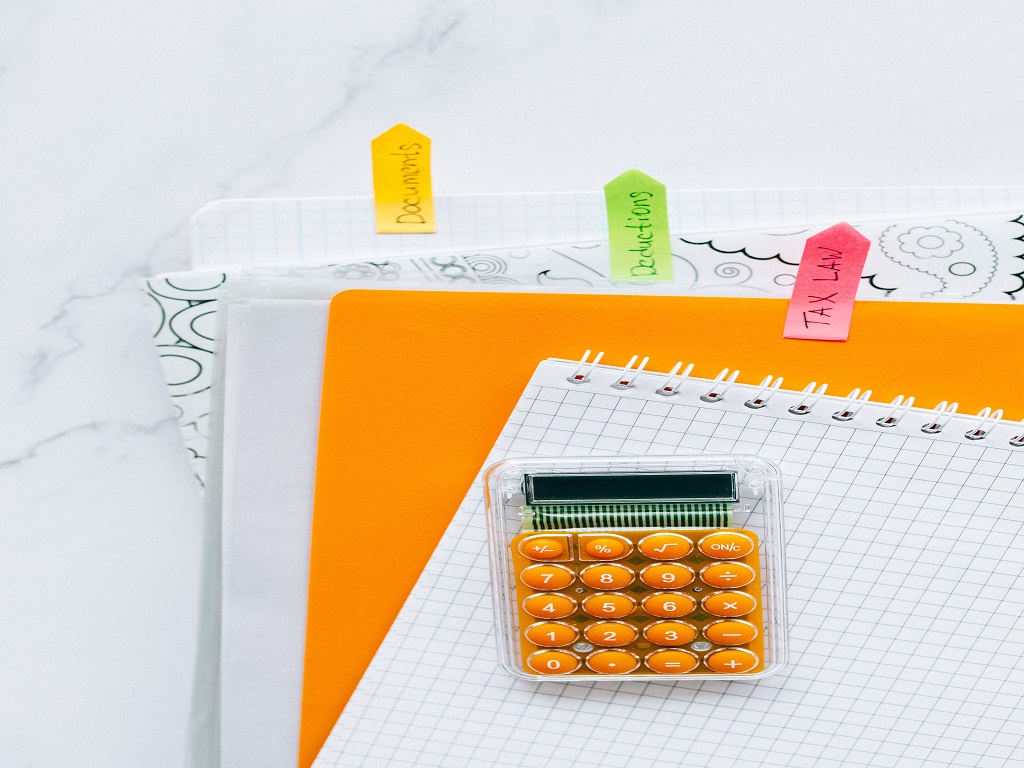 Documents
Deductions
TAX LAW
+/− % √ ON/C
7 8 9 ÷
4 5 6 ×
1 2 3 −
0 . = +